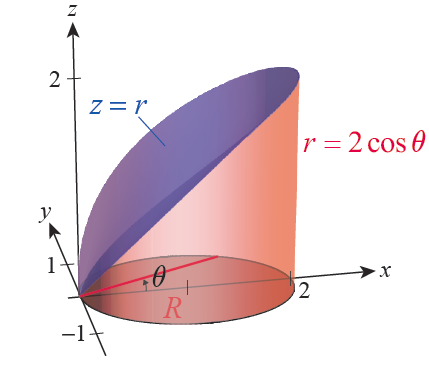 z
2
z = r
r = 2 cos θ
y
1
θ
x
R
2
−1